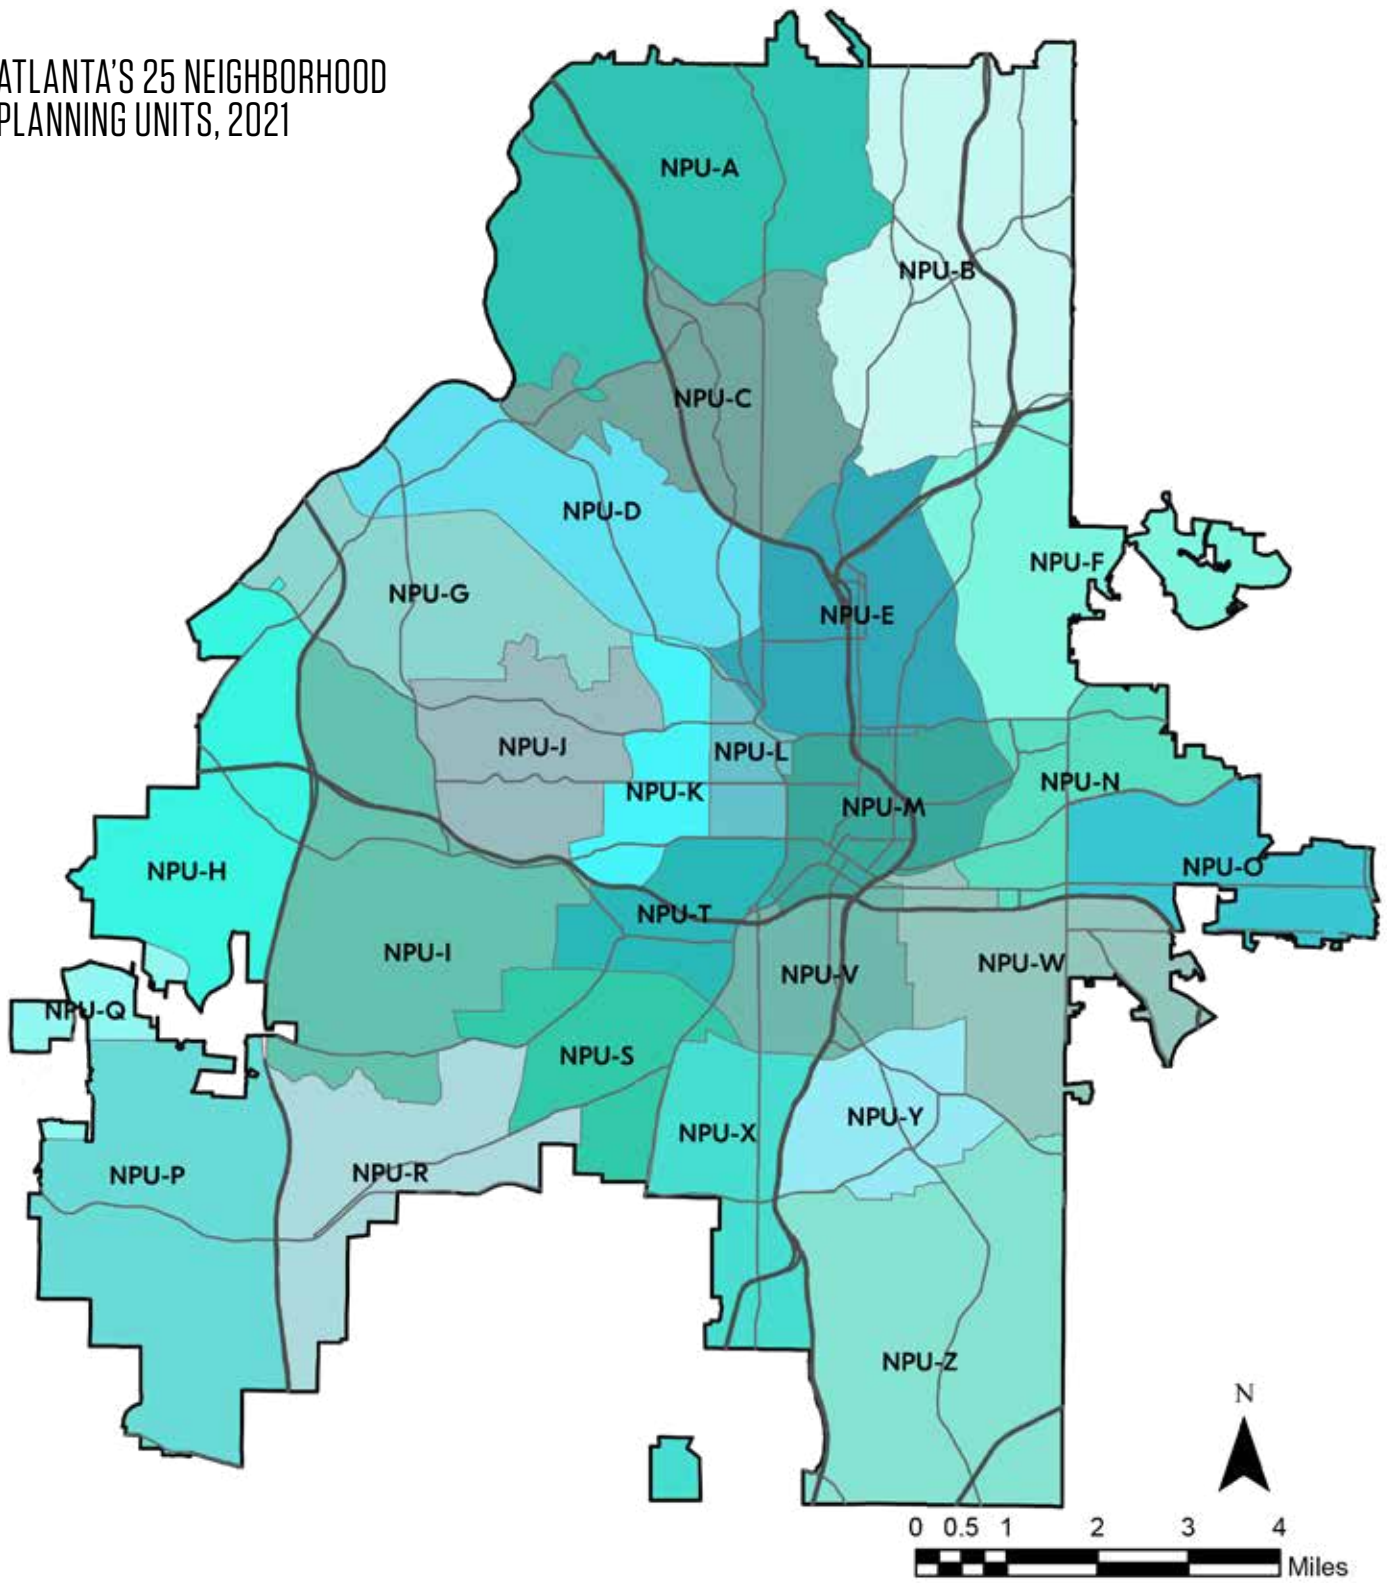 ATLANTA'S 25 NEIGHBORHOOD
PLANNING UNITS, 2021
NPU-A
NPU-B
NPU-C
NPU-D
NPU-F
NPU-G
NPU-E
NPU-J
NPU-L
NPU-N
NPU-K
NPU-M
NPU-H
NPU-O
NPU-T
NPU-I
NPU-V
NPU-W
NPU-Q
NPU-S
NPU-Y
NPU-X
NPU-P
NPU-R
NPU-Z
N
0 0.5 1 2 3 4
Miles